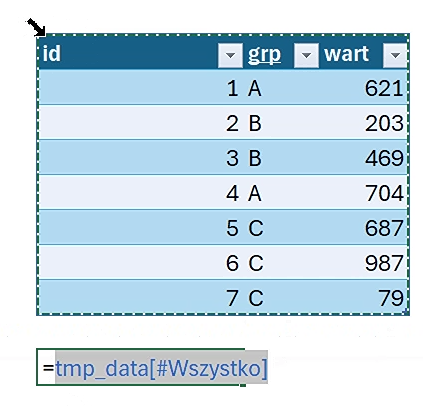 id grp wart
1 A 621
2 B 203
3 B 469
4 A 704
5 C 687
6 C 987
7 C 79
=tmp_data[#Wszystko]